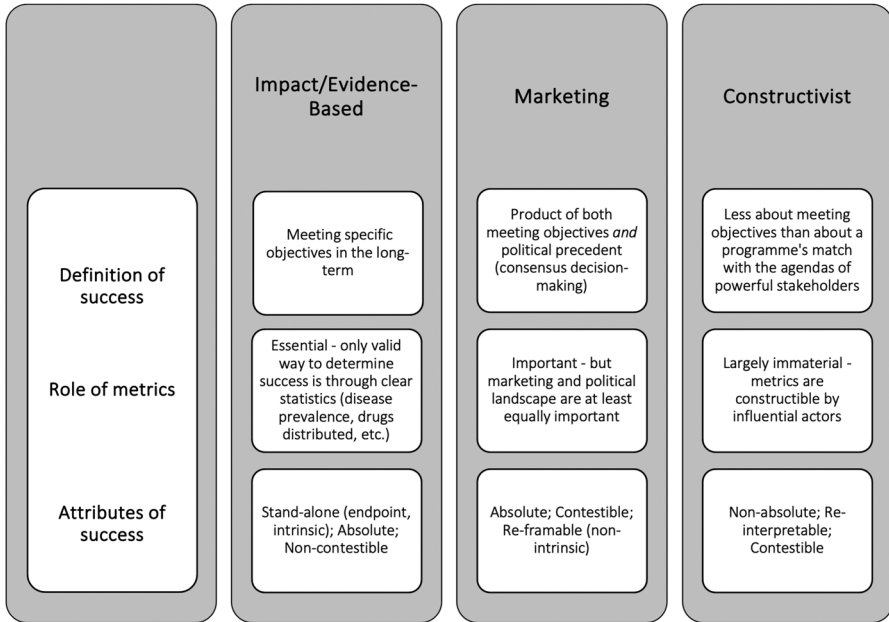 Impact/Evidence-
Based
Marketing
Constructivist
Definition of
success
Meeting specific
objectives in the long-
term
Product of both
meeting objectives and
political precedent
(consensus decision-
making)
Less about meeting
objectives than about a
programme's match
with the agendas of
powerful stakeholders
Role of metrics
Essential - only valid
way to determine
success is through clear
statistics (disease
prevalence, drugs
distributed, etc.)
Important - but
marketing and political
landscape are at least
equally important
Largely immaterial -
metrics are
constructible by
influential actors
Attributes of
success
Stand-alone (endpoint,
intrinsic); Absolute;
Non-contestible
Absolute; Contestible;
Re-framable (non-
intrinsic)
Non-absolute; Re-
interpretable;
Contestible